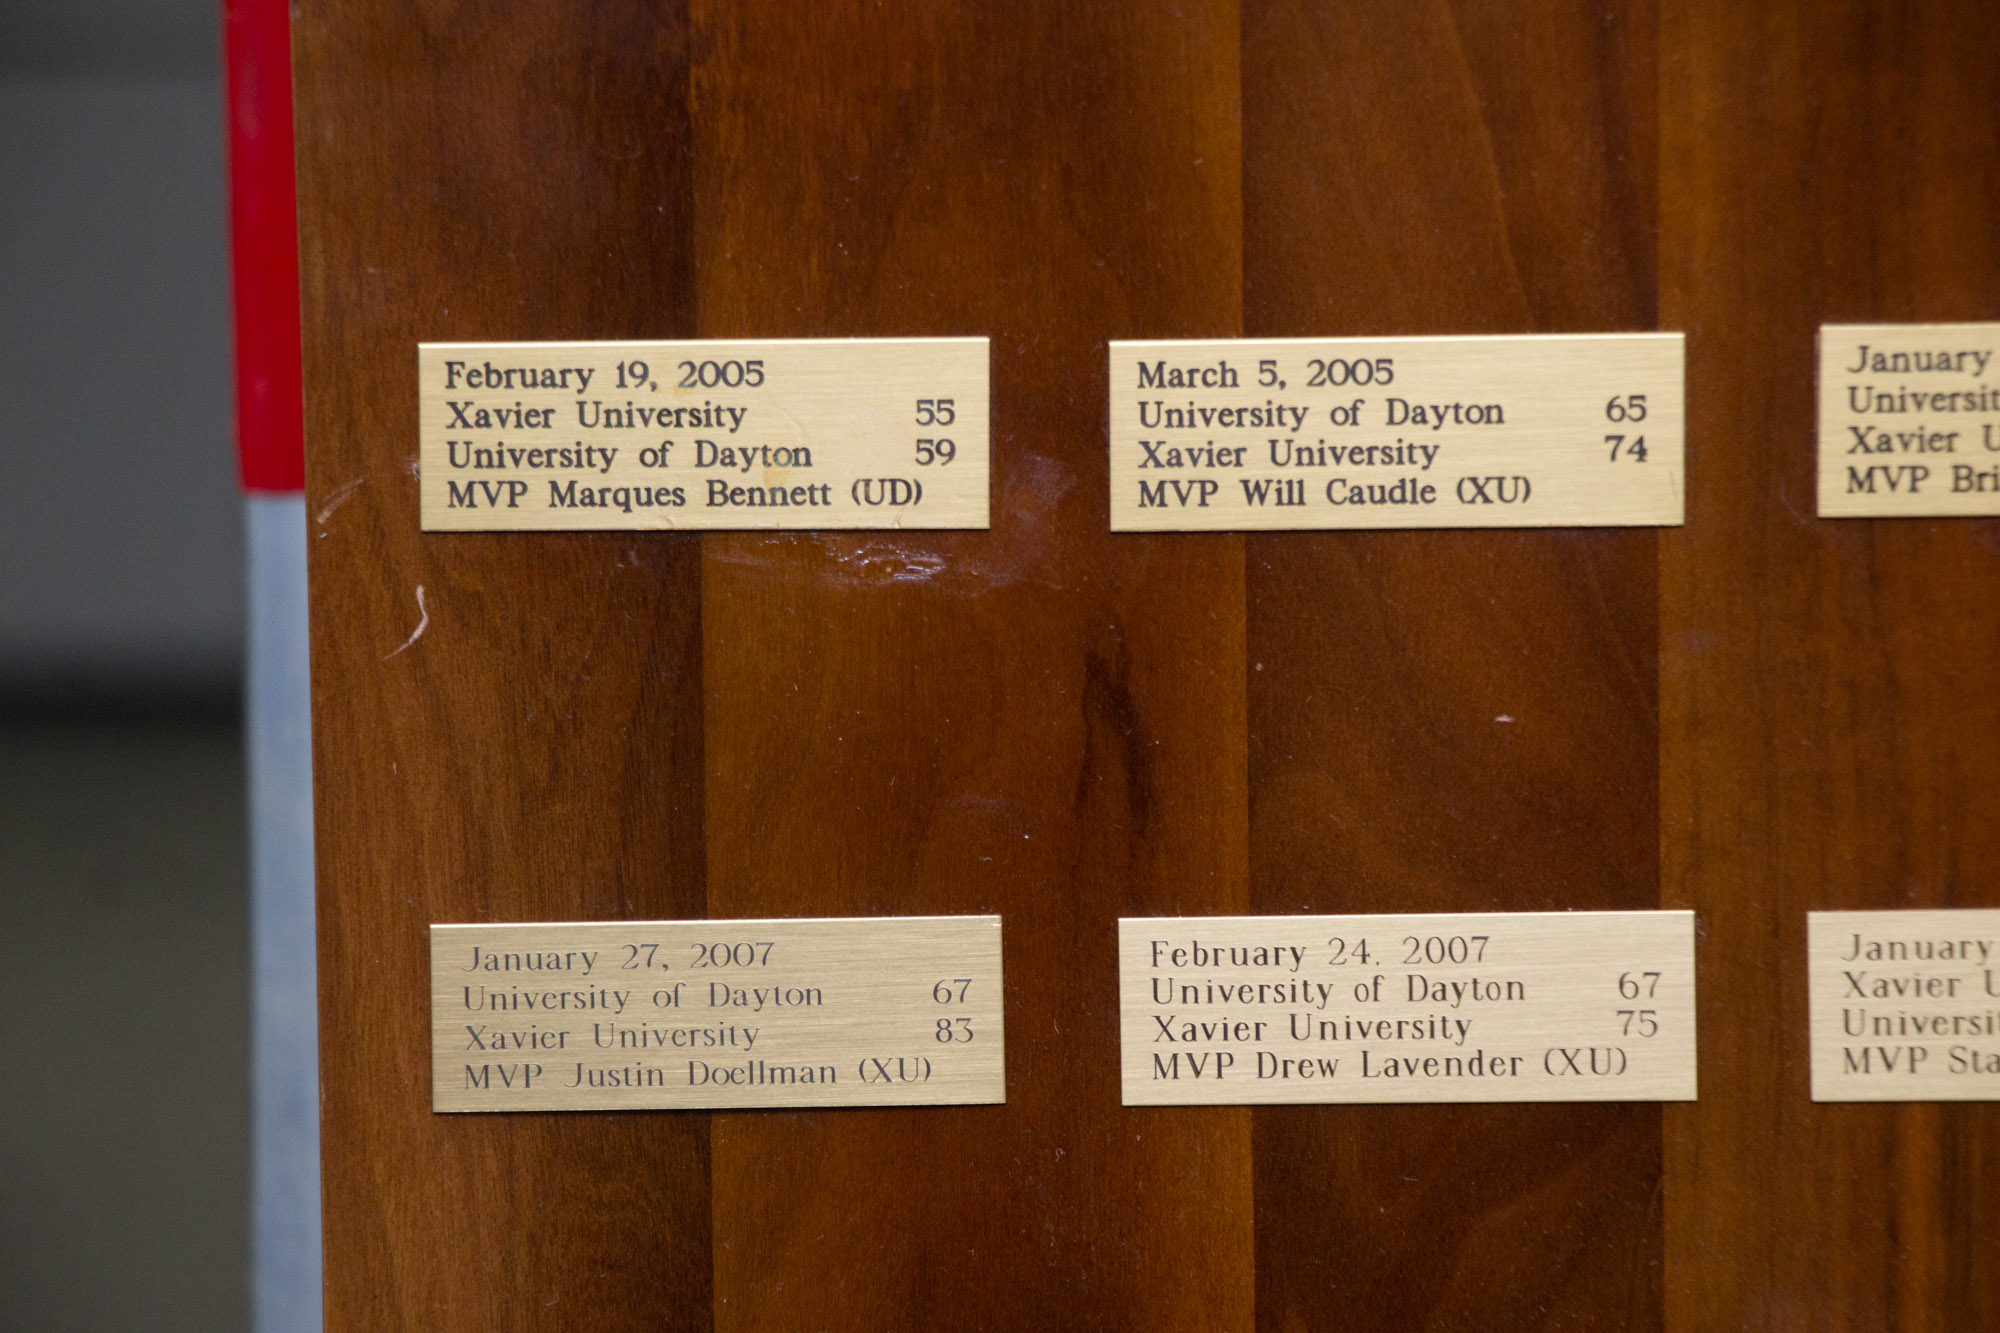 February 19, 2005
Xavier University 55
University of Dayton 59
MVP Marques Bennett (UD)
March 5, 2005
University of Dayton 65
Xavier University 74
MVP Will Caudle (XU)
January
Xavier
MVP
January 27, 2007
University of Dayton 67
Xavier University 83
MVP Justin Doellman (XU)
February 24, 2007
University of Dayton 67
Xavier University 75
MVP Drew Lavender (XU)
January
Xavier
MVP